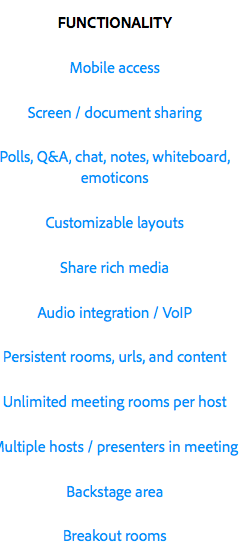 FUNCTIONALITY
Mobile access
Screen / document sharing
Polls, Q&A, chat, notes, whiteboard,
emoticons
Customizable layouts
Share rich media
Audio integration / VoIP
Persistent rooms, urls, and content
Unlimited meeting rooms per host
Multiple hosts / presenters in meeting
Backstage area
Breakout rooms